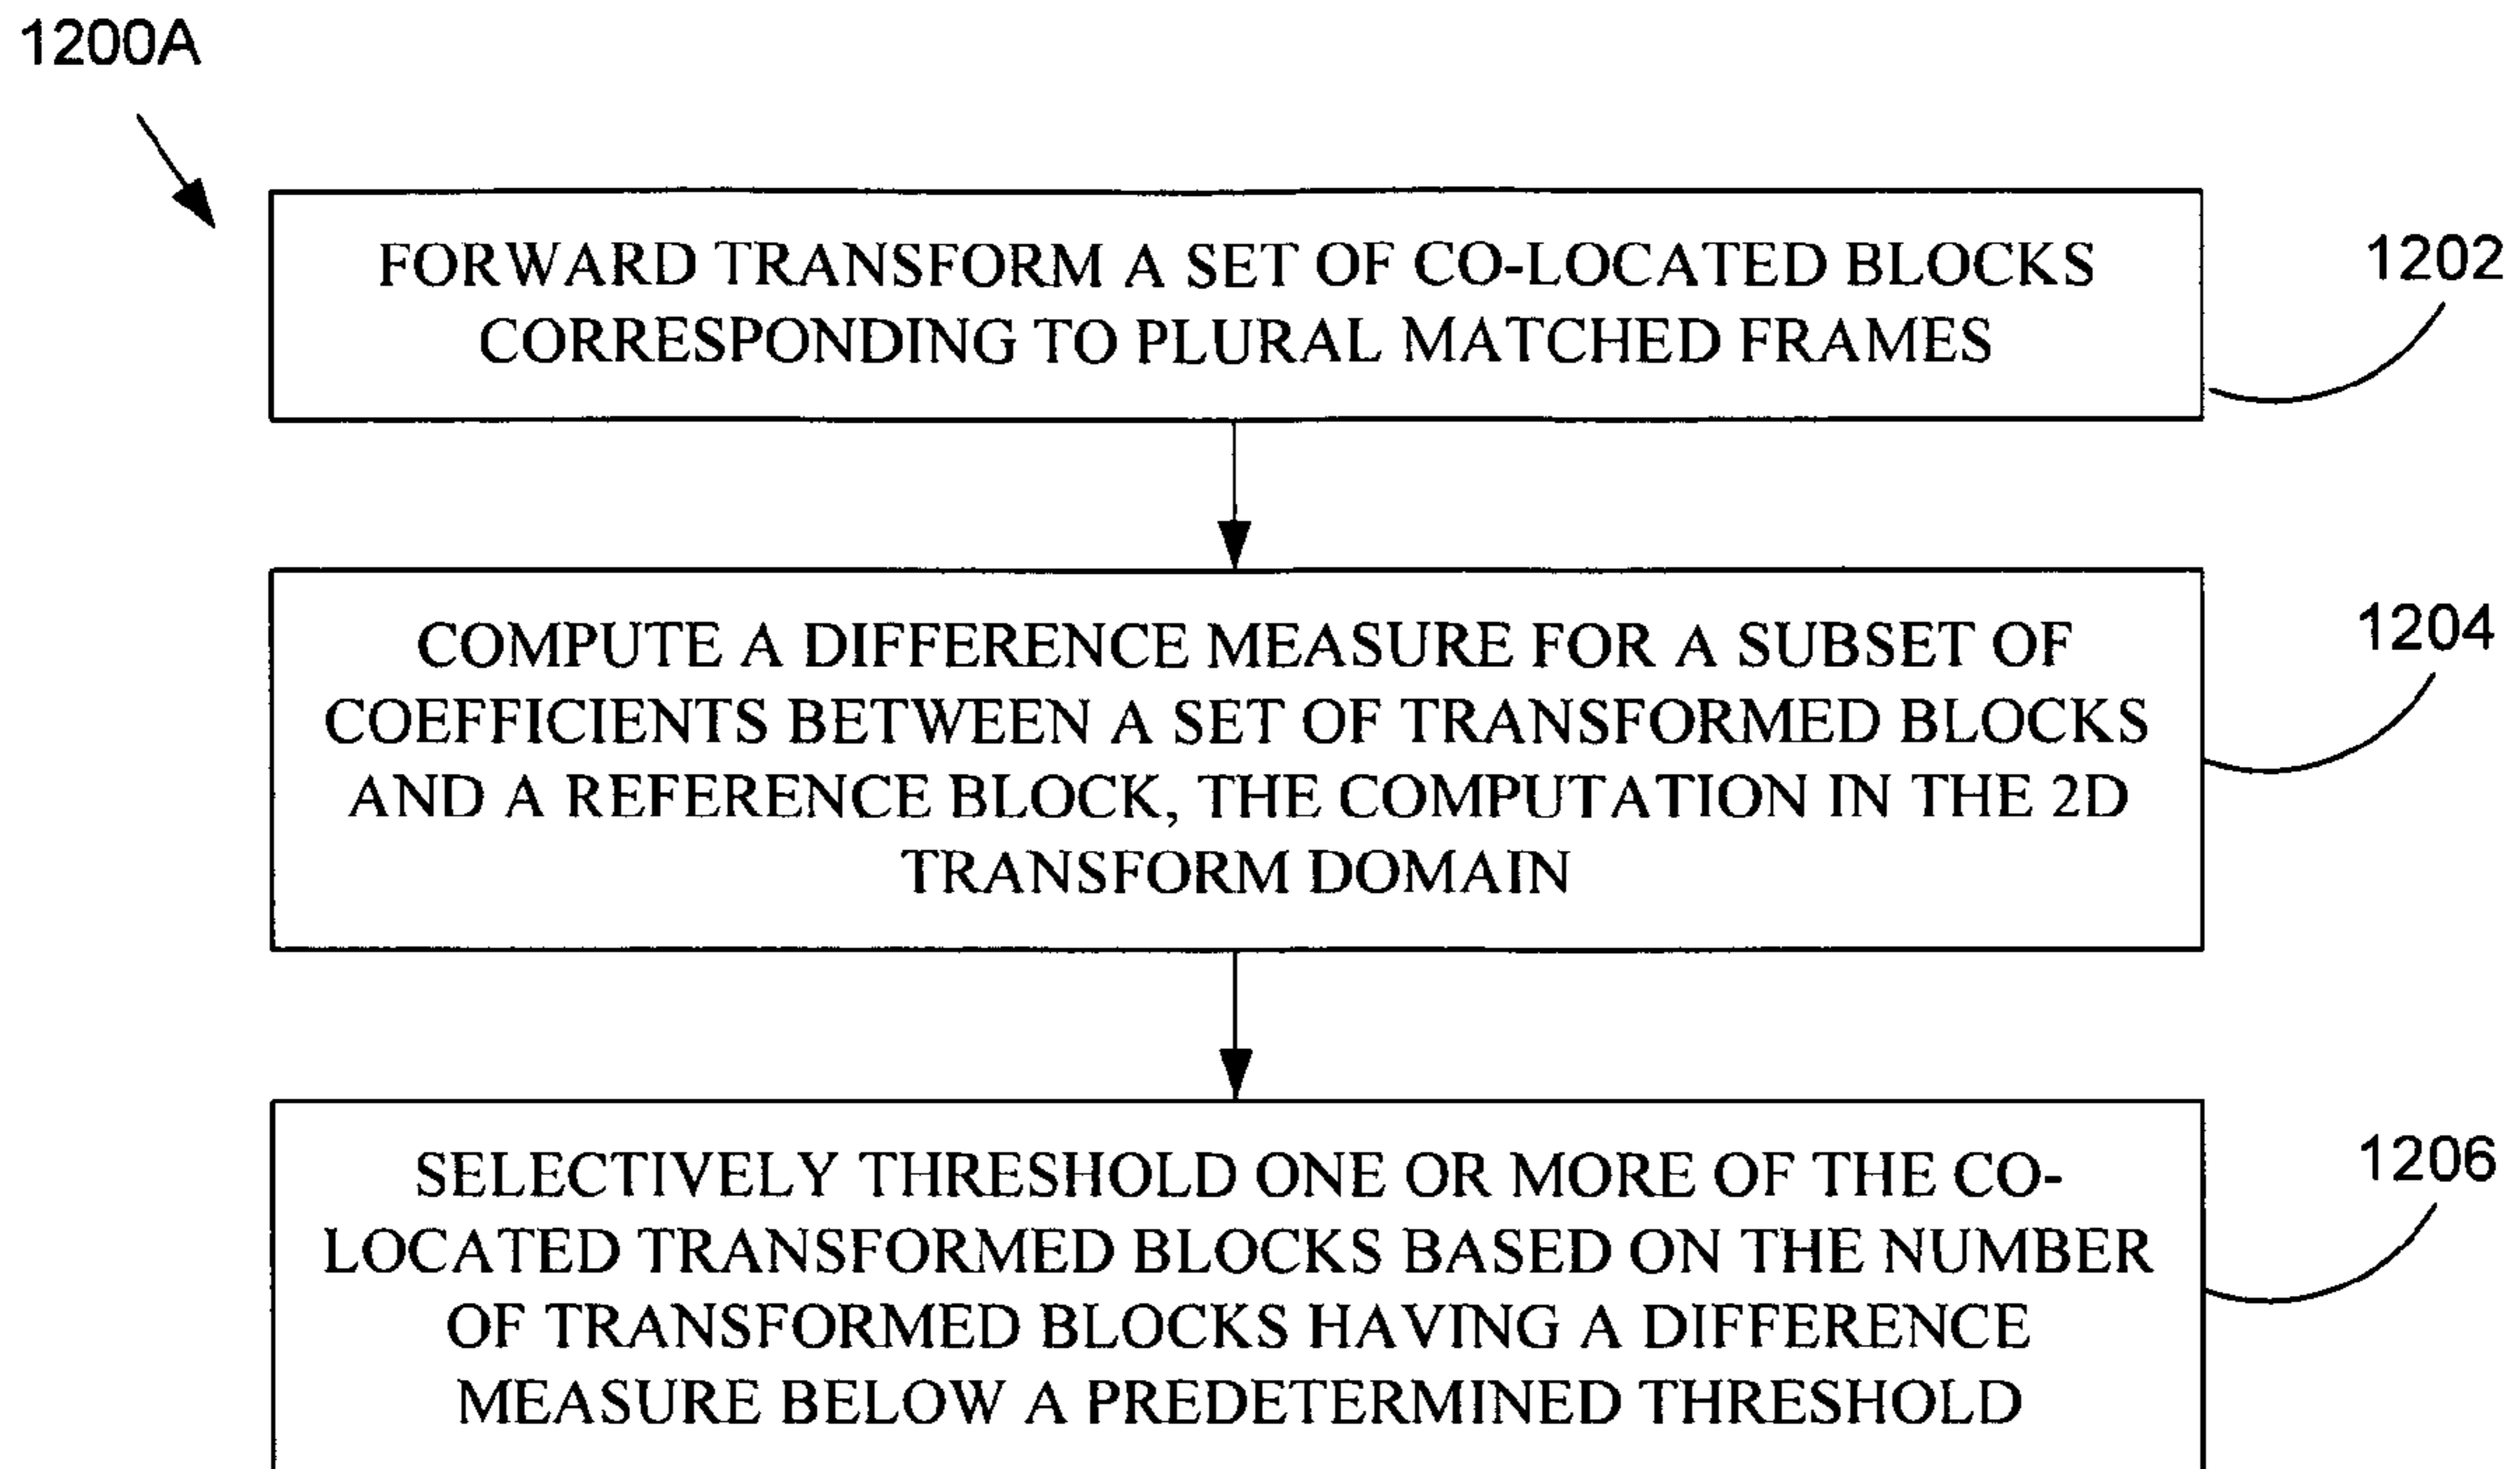 1200A
FORWARD TRANSFORM A SET OF CO-LOCATED BLOCKS
CORRESPONDING TO PLURAL MATCHED FRAMES
1202
COMPUTE A DIFFERENCE MEASURE FOR A SUBSET OF
COEFFICIENTS BETWEEN A SET OF TRANSFORMED BLOCKS
AND A REFERENCE BLOCK, THE COMPUTATION IN THE 2D
TRANSFORM DOMAIN
1204
SELECTIVELY THRESHOLD ONE OR MORE OF THE CO-
LOCATED TRANSFORMED BLOCKS BASED ON THE NUMBER
OF TRANSFORMED BLOCKS HAVING A DIFFERENCE
MEASURE BELOW A PREDETERMINED THRESHOLD
1206